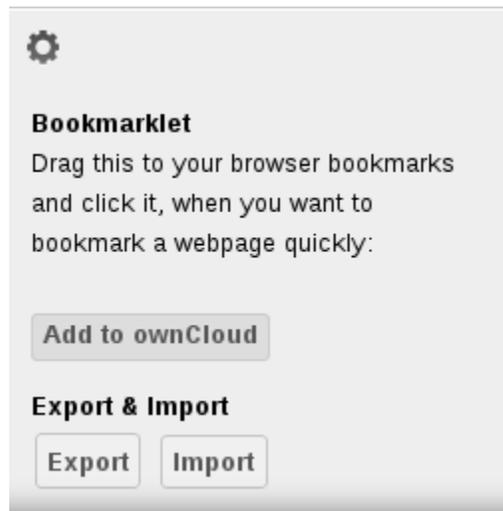 Bookmarklet
Drag this to your browser bookmarks
and click it, when you want to
bookmark a webpage quickly:
Add to ownCloud
Export & Import
Export Import